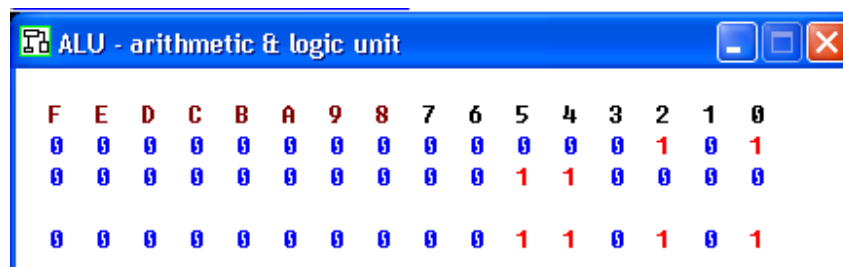 ALU - arithmetic & logic unit
F E D C B A 9 8 7 6 5 4 3 2 1 0
0 0 0 0 0 0 0 0 0 0 0 0 0 1 0 1
0 0 0 0 0 0 0 0 0 0 1 1 0 0 0 0
0 0 0 0 0 0 0 0 0 0 1 1 0 1 0 1